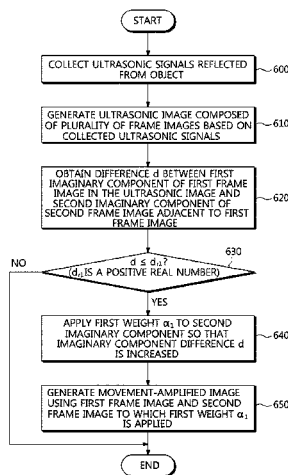 START
COLLECT ULTRASONIC SIGNALS REFLECTED
FROM OBJECT
600
GENERATE ULTRASONIC IMAGE COMPOSED
OF PLURALITY OF FRAME IMAGES BASED ON
COLLECTED ULTRASONIC SIGNALS
610
OBTAIN DIFFERENCE d BETWEEN FIRST
IMAGINARY COMPONENT OF FIRST FRAME
IMAGE IN THE ULTRASONIC IMAGE AND
SECOND IMAGINARY COMPONENT OF
SECOND FRAME IMAGE ADJACENT TO FIRST
FRAME IMAGE
620
630
d ≤ d_r1?
(d_r1 IS A POSITIVE REAL NUMBER)
NO
YES
APPLY FIRST WEIGHT α1 TO SECOND
IMAGINARY COMPONENT SO THAT
IMAGINARY COMPONENT DIFFERENCE d
IS INCREASED
640
GENERATE MOVEMENT-AMPLIFIED IMAGE
USING FIRST FRAME IMAGE AND SECOND
FRAME IMAGE TO WHICH FIRST WEIGHT α1
IS APPLIED
650
END